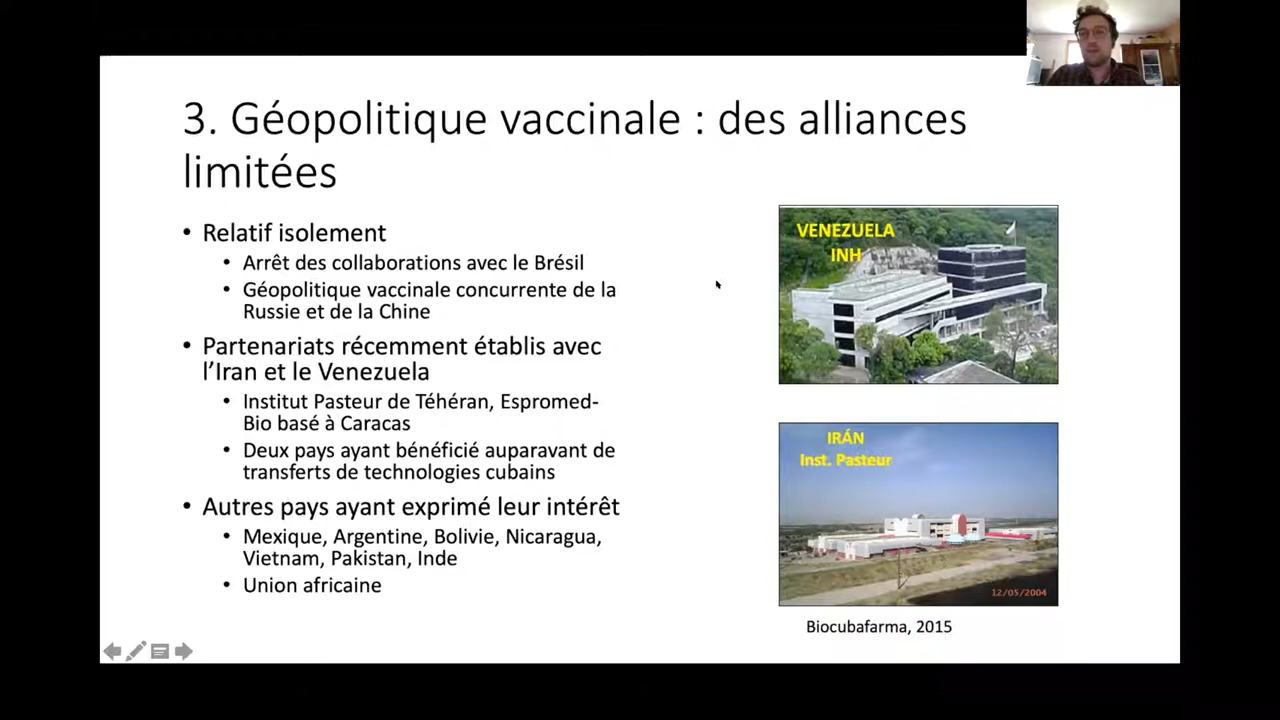 3. Géopolitique vaccinale : des alliances
limitées
• Relatif isolement
• Arrêt des collaborations avec le Brésil
• Géopolitique vaccinale concurrente de la
Russie et de la Chine
• Partenariats récemment établis avec
l’Iran et le Venezuela
• Institut Pasteur de Téhéran, Espromed-
Bio basé à Caracas
• Deux pays ayant bénéficié auparavant de
transferts de technologies cubains
• Autres pays ayant exprimé leur intérêt
• Mexique, Argentine, Bolivie, Nicaragua,
Vietnam, Pakistan, Inde
• Union africaine
VENEZUELA
INH
IRÁN
Inst. Pasteur
12/05/2004
Biocubafarma, 2015